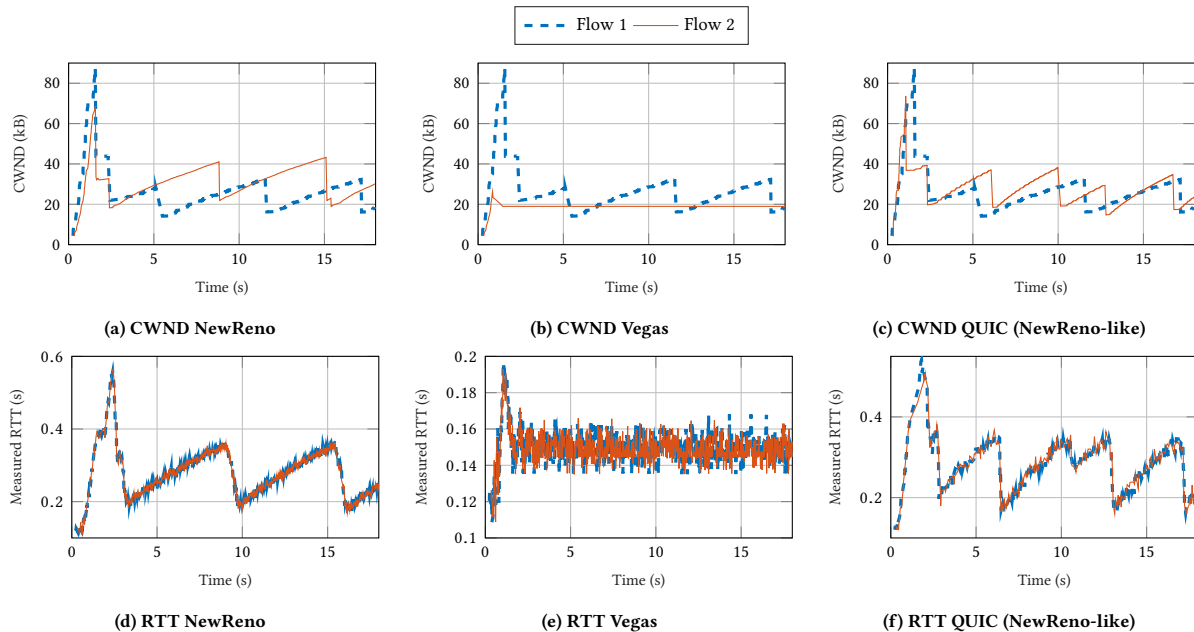 Flow 1 Flow 2
80
60
40
20
0
0 5 10 15
CWND (kB)
Time (s)
(a) CWND NewReno
80
60
40
20
0
0 5 10 15
CWND (kB)
Time (s)
(b) CWND Vegas
80
60
40
20
0
0 5 10 15
CWND (kB)
Time (s)
(c) CWND QUIC (NewReno-like)
0.6
0.4
0.2
0 5 10 15
Measured RTT (s)
Time (s)
(d) RTT NewReno
0.2
0.18
0.16
0.14
0.12
0.1
0 5 10 15
Measured RTT (s)
Time (s)
(e) RTT Vegas
0.4
0.2
0 5 10 15
Measured RTT (s)
Time (s)
(f) RTT QUIC (NewReno-like)